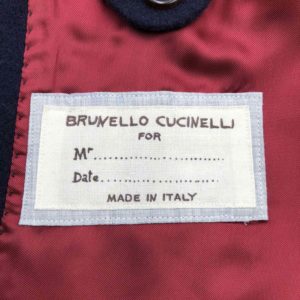 BRUNELLO CUCINELLI
FOR
Mr..............................
Date............................
MADE IN ITALY